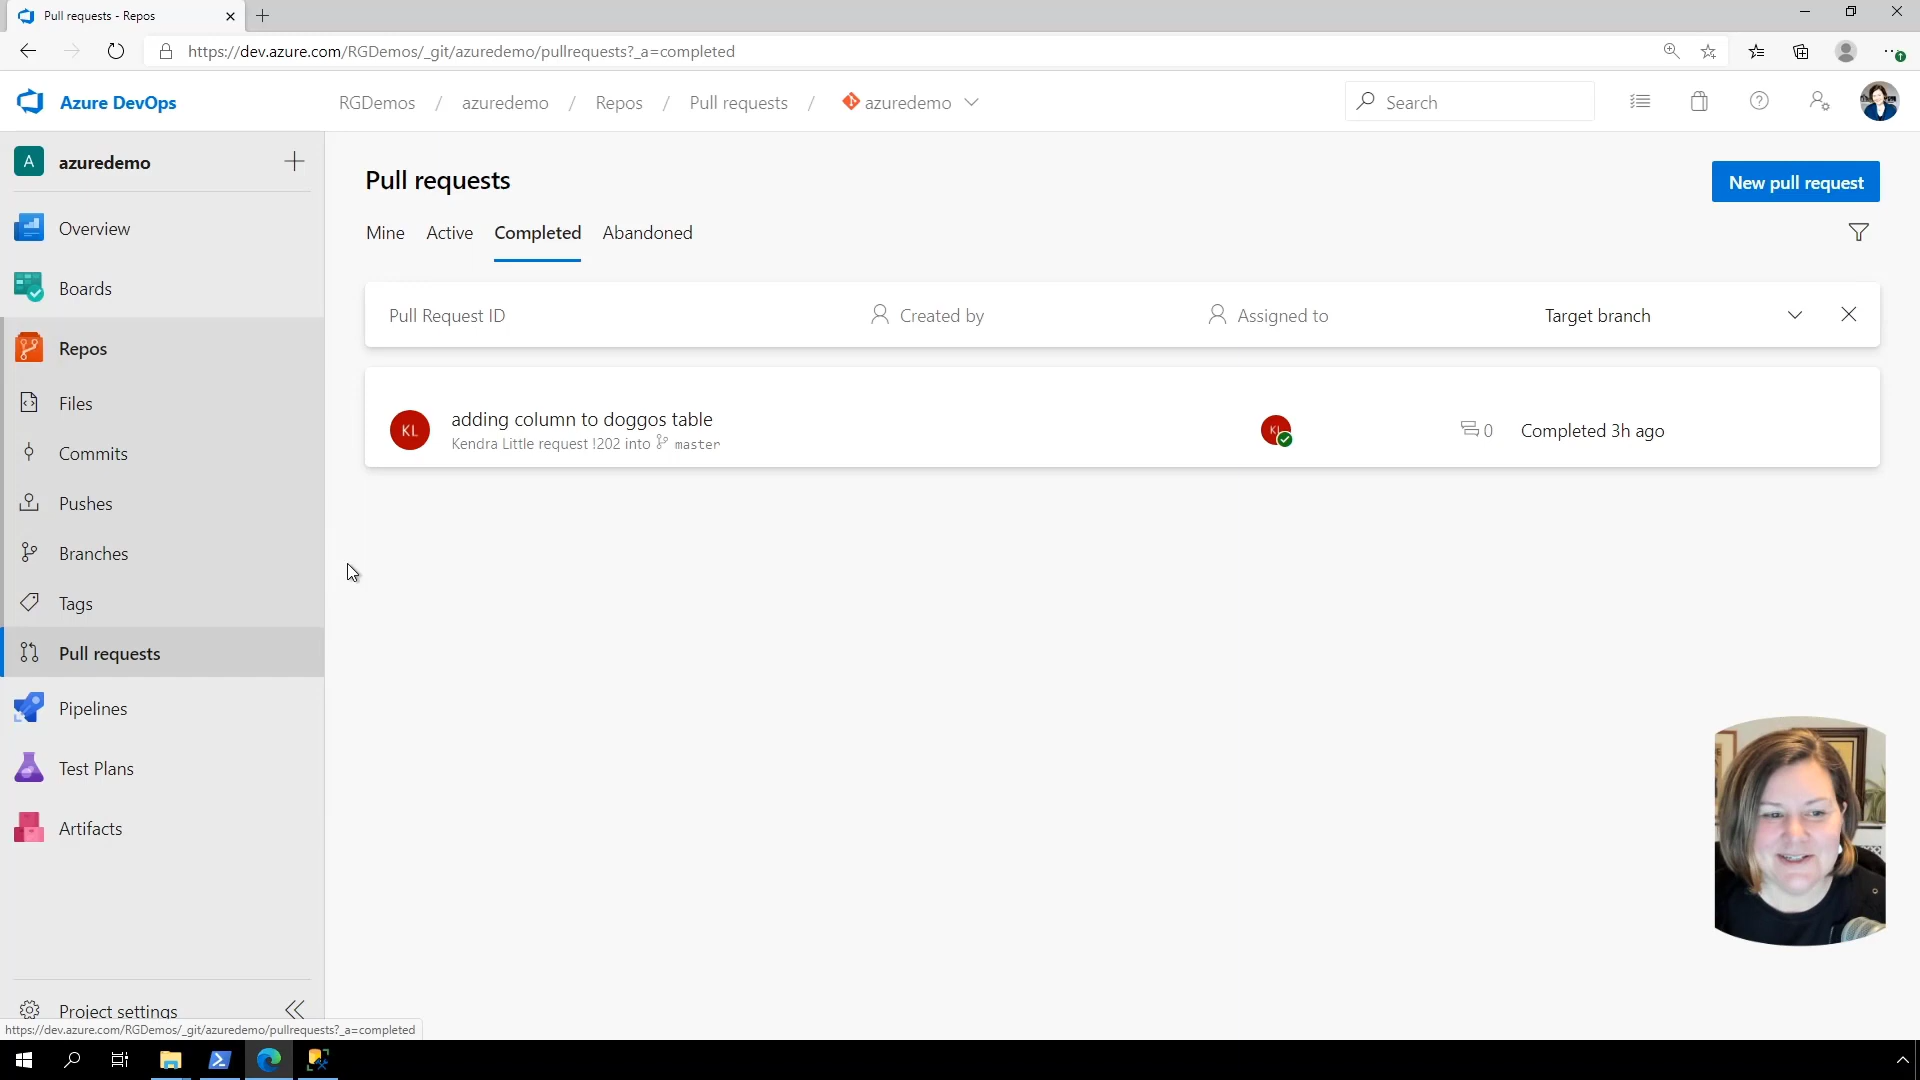 Pull requests - Repos
https://dev.azure.com/RGDemos/_git/azuredemo/pullrequests?_a=completed
Azure DevOps
RGDemos / azuredemo / Repos / Pull requests / azuredemo
Search
A azuredemo
Overview
Boards
Repos
Files
Commits
Pushes
Branches
Tags
Pull requests
Pipelines
Test Plans
Artifacts
Project settings
Pull requests
New pull request
Mine Active Completed Abandoned
Pull Request ID Created by Assigned to Target branch
KL adding column to doggos table KL 0 Completed 3h ago
Kendra Little request !202 into master
https://dev.azure.com/RGDemos/_git/azuredemo/pullrequests?_a=completed